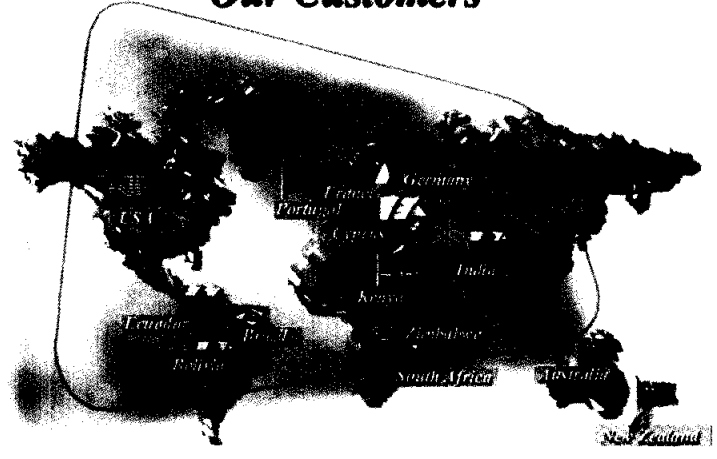 Our Customers
Germany
France
Portugal
USA
Cyprus
India
Kenya
Ecuador
Brazil
Zimbabwe
Bolivia
South Africa
Australia
New Zealand